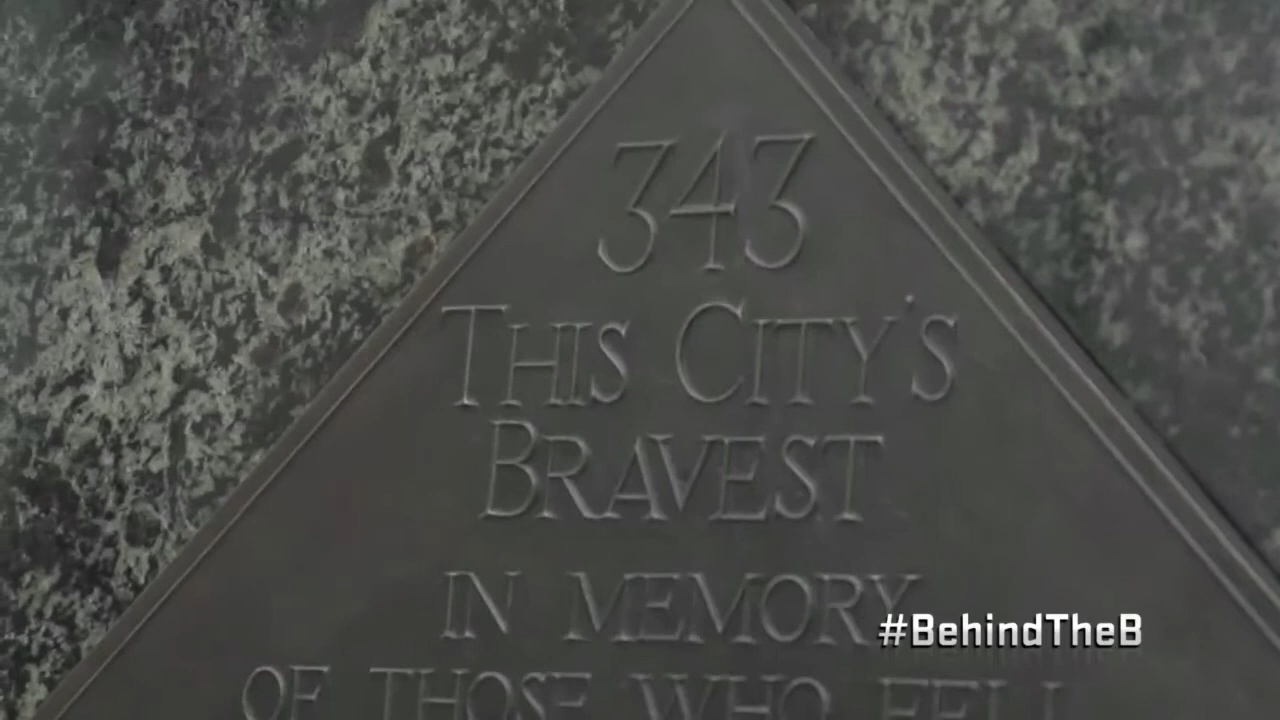 343
This City's
Bravest
IN MEMORY
#BehindTheB
OF THOSE WHO FELL